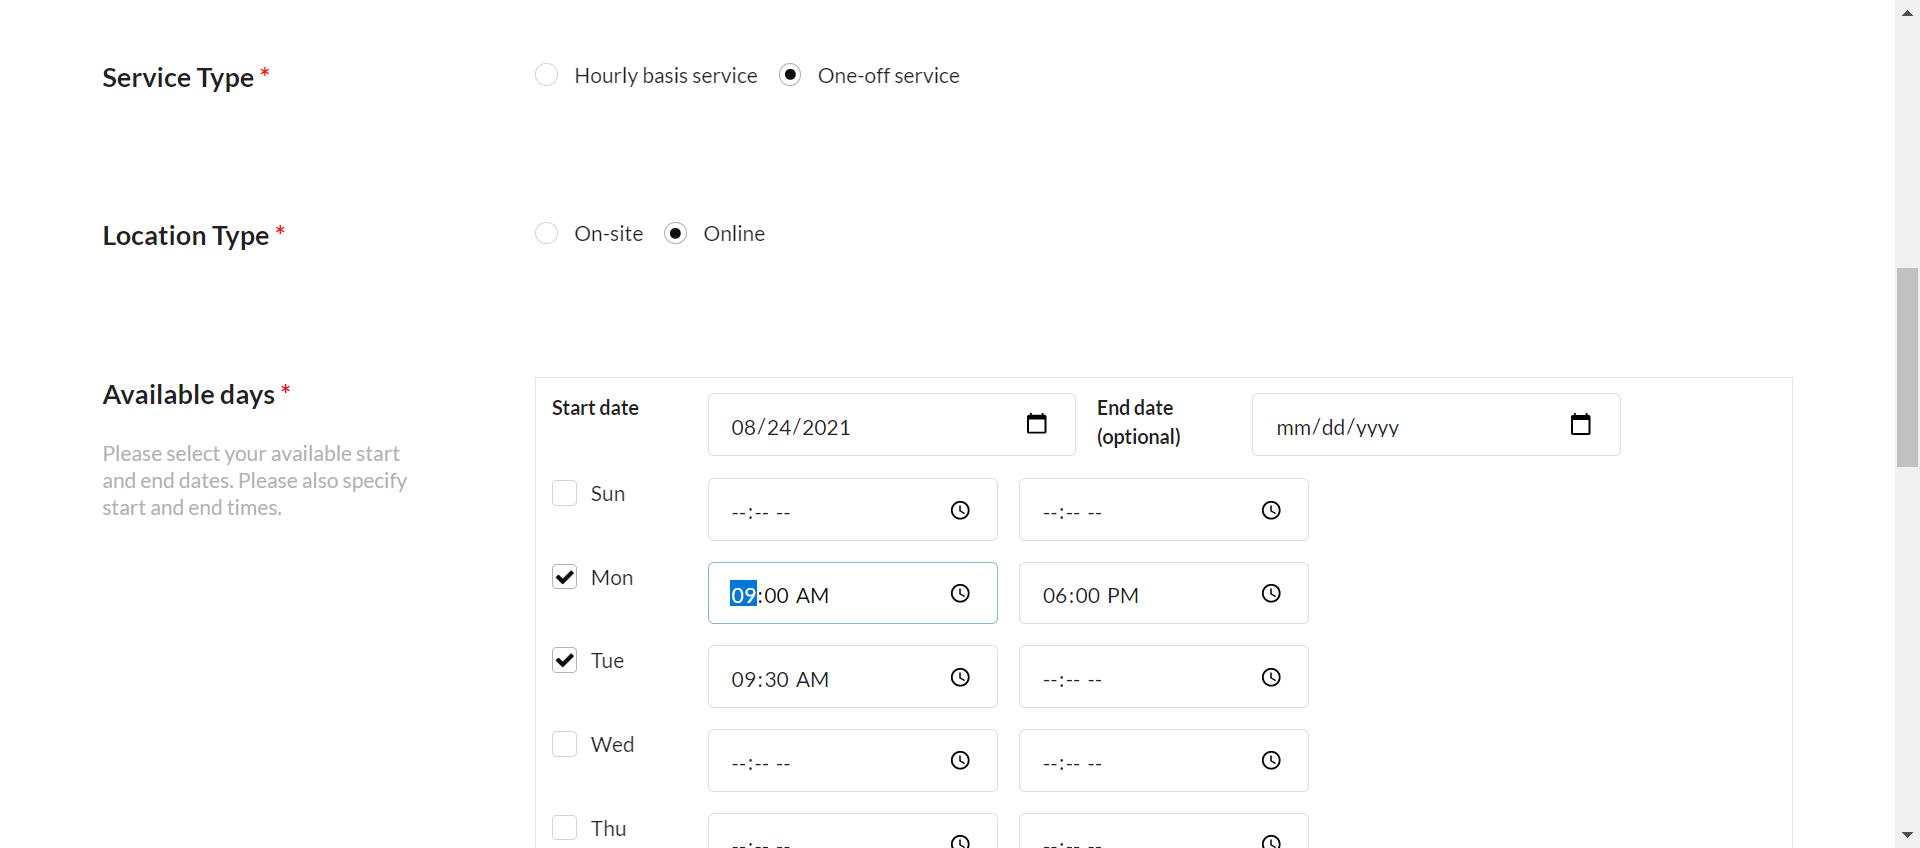 Service Type *
Hourly basis service One-off service
Location Type *
On-site Online
Available days *
Please select your available start
and end dates. Please also specify
start and end times.
Start date 08/24/2021 End date
(optional) mm/dd/yyyy
Sun --:-- -- --:-- --
Mon 09:00 AM 06:00 PM
Tue 09:30 AM --:-- --
Wed --:-- -- --:-- --
Thu --:-- -- --:-- --